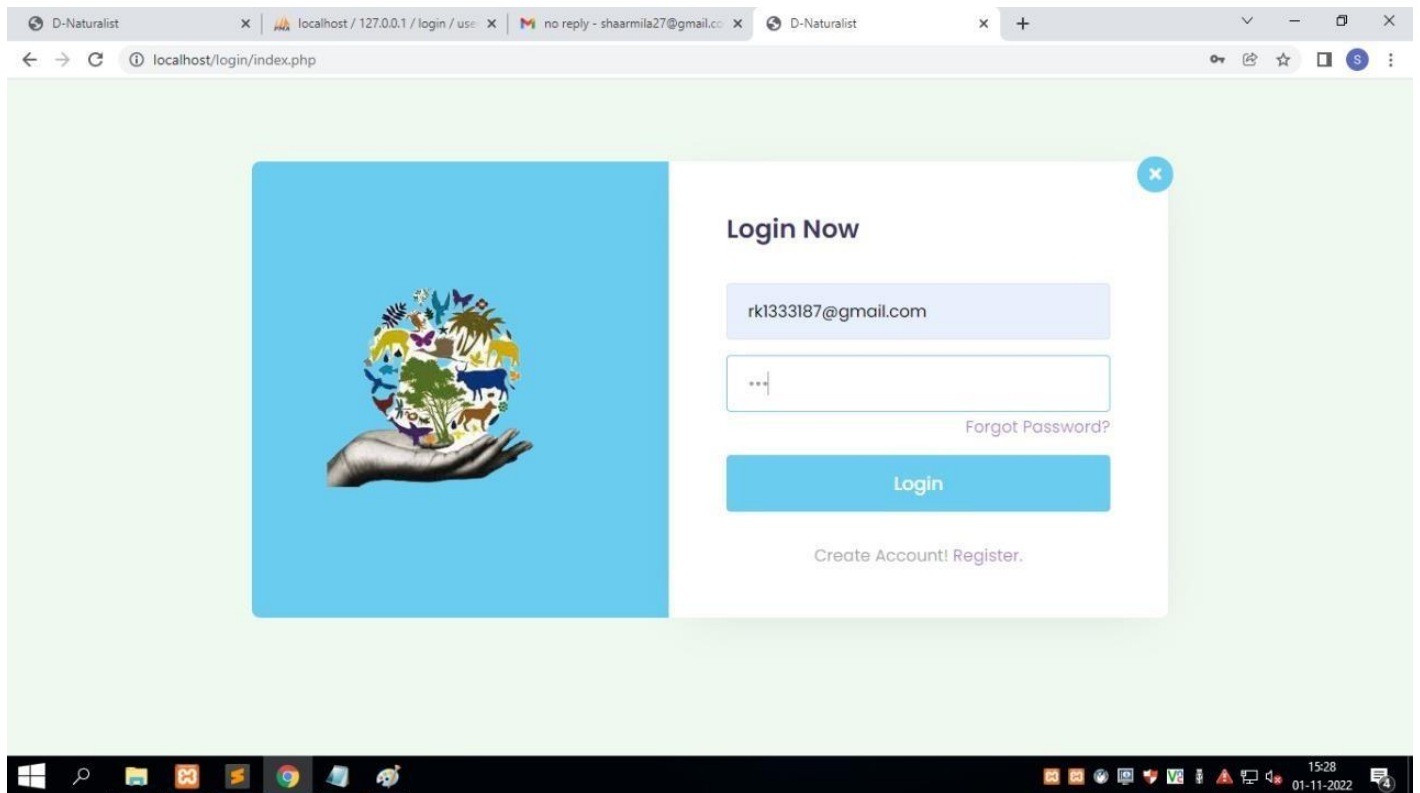 D-Naturalist
localhost / 127.0.0.1 / login / use
no reply - shaarmila27@gmail.co
D-Naturalist
localhost/login/index.php
S
Login Now
rk1333187@gmail.com
•••
Forgot Password?
Login
Create Account! Register.
15:28
01-11-2022
4